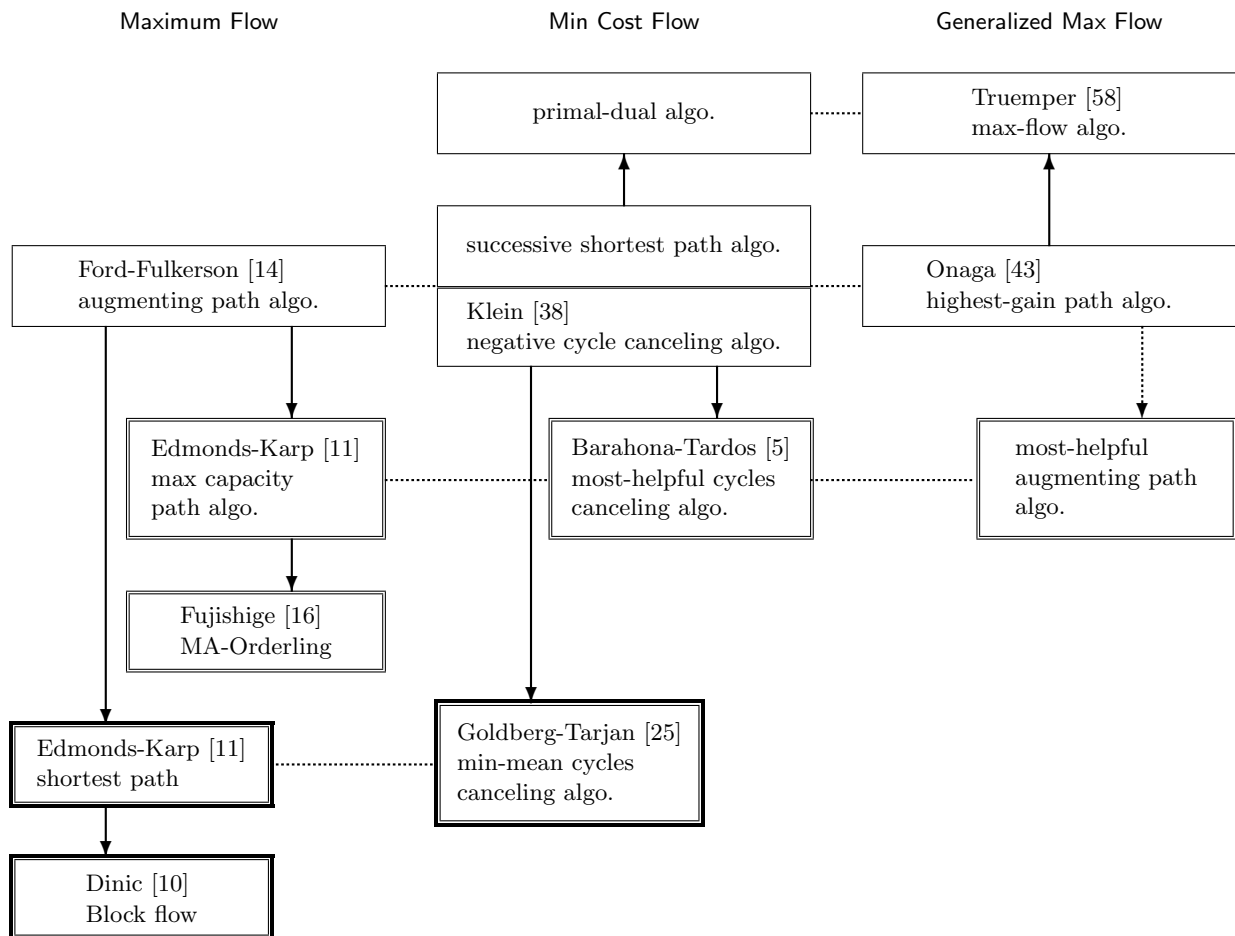 Maximum Flow
Min Cost Flow
Generalized Max Flow
primal-dual algo.
Truemper [58]
max-flow algo.
successive shortest path algo.
Ford-Fulkerson [14]
augmenting path algo.
Onaga [43]
highest-gain path algo.
Klein [38]
negative cycle canceling algo.
Edmonds-Karp [11]
max capacity
path algo.
Barahona-Tardos [5]
most-helpful cycles
canceling algo.
most-helpful
augmenting path
algo.
Fujishige [16]
MA-Orderling
Edmonds-Karp [11]
shortest path
Goldberg-Tarjan [25]
min-mean cycles
canceling algo.
Dinic [10]
Block flow